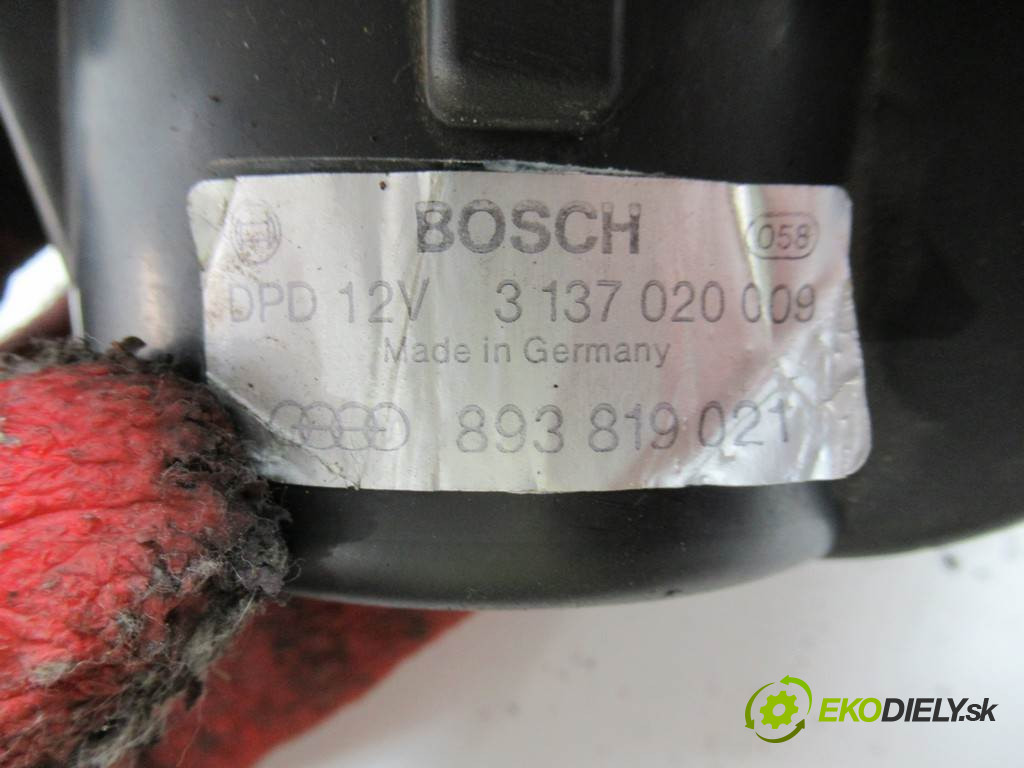 BOSCH 058
DPD 12V 3 137 020 009
Made in Germany
893 819 021
EKODIELY.sk